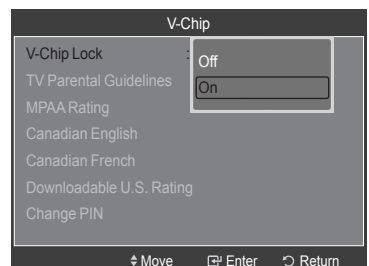 V-Chip
V-Chip Lock : Off
On
TV Parental Guidelines
MPAA Rating
Canadian English
Canadian French
Downloadable U.S. Rating
Change PIN
Move Enter Return